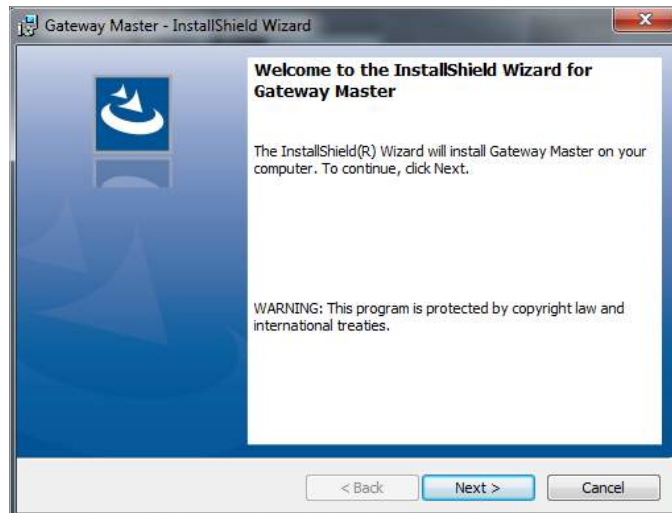 Gateway Master - InstallShield Wizard
Welcome to the InstallShield Wizard for
Gateway Master
The InstallShield(R) Wizard will install Gateway Master on your
computer. To continue, click Next.
WARNING: This program is protected by copyright law and
international treaties.
< Back Next > Cancel